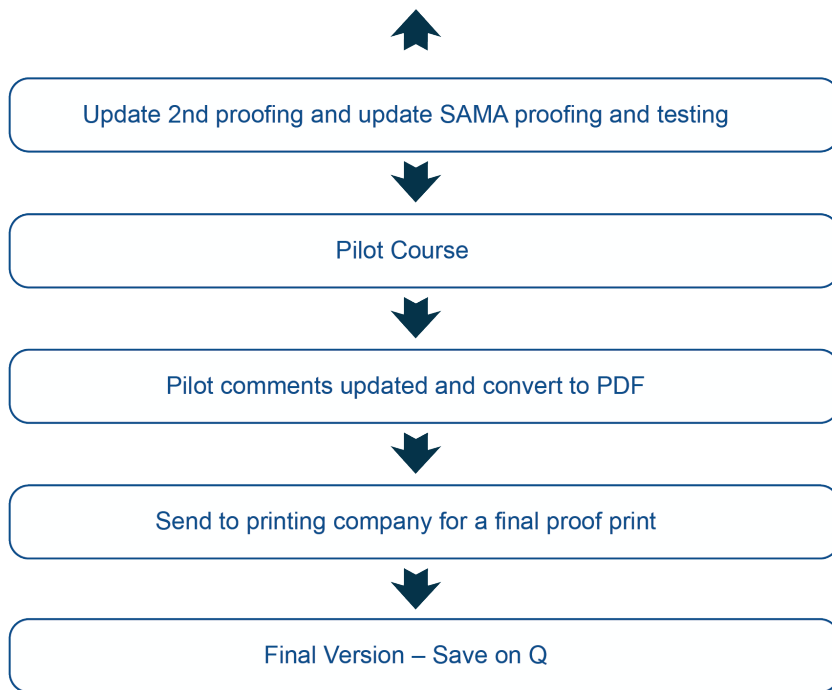 Update 2nd proofing and update SAMA proofing and testing
Pilot Course
Pilot comments updated and convert to PDF
Send to printing company for a final proof print
Final Version – Save on Q